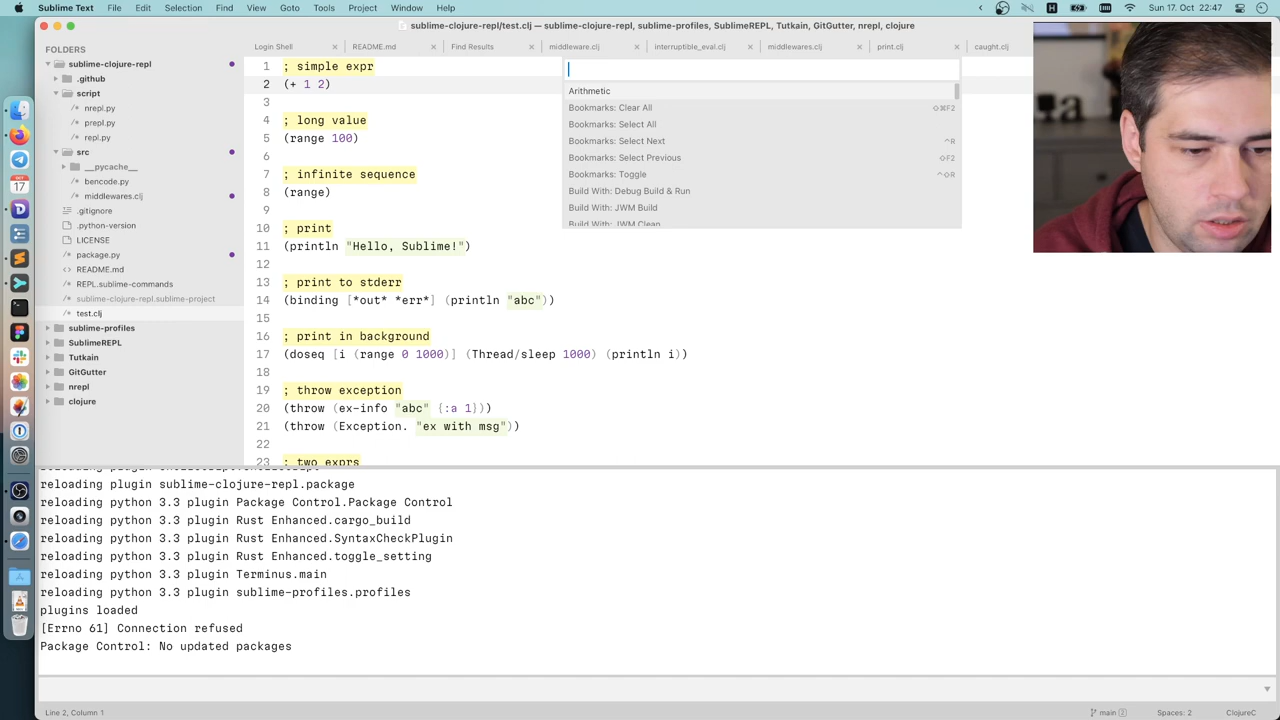 Sublime Text File Edit Selection Find View Goto Tools Project Window Help Sun 17. Oct 22:47
sublime-clojure-repl/test.clj — sublime-clojure-repl, sublime-profiles, SublimeREPL, Tutkain, GitGutter, nrepl, clojure
FOLDERS
sublime-clojure-repl
.github
script
nrepl.py
prepl.py
repl.py
src
__pycache__
bencode.py
middlewares.clj
.gitignore
.python-version
LICENSE
package.py
README.md
REPL.sublime-commands
sublime-clojure-repl.sublime-project
test.clj
sublime-profiles
SublimeREPL
Tutkain
GitGutter
nrepl
clojure
Login Shell × README.md × Find Results × middleware.clj × interruptible_eval.clj × middlewares.clj × print.clj × caught.clj
1 ; simple expr
2 (+ 1 2)
3
4 ; long value
5 (range 100)
6
7 ; infinite sequence
8 (range)
9
10 ; print
11 (println "Hello, Sublime!")
12
13 ; print to stderr
14 (binding [*out* *err*] (println "abc"))
15
16 ; print in background
17 (doseq [i (range 0 1000)] (Thread/sleep 1000) (println i))
18
19 ; throw exception
20 (throw (ex-info "abc" {:a 1}))
21 (throw (Exception. "ex with msg"))
22
23 ; two exprs
Arithmetic
Bookmarks: Clear All ⇧⌘F2
Bookmarks: Select All
Bookmarks: Select Next ^R
Bookmarks: Select Previous ⇧F2
Bookmarks: Toggle ^⇧R
Build With: Debug Build & Run
Build With: JWM Build
Build With: JWM Clean
reloading plugin sublime-clojure-repl.package
reloading python 3.3 plugin Package Control.Package Control
reloading python 3.3 plugin Rust Enhanced.cargo_build
reloading python 3.3 plugin Rust Enhanced.SyntaxCheckPlugin
reloading python 3.3 plugin Rust Enhanced.toggle_setting
reloading python 3.3 plugin Terminus.main
reloading python 3.3 plugin sublime-profiles.profiles
plugins loaded
[Errno 61] Connection refused
Package Control: No updated packages
Line 2, Column 1 main 2 Spaces: 2 ClojureC